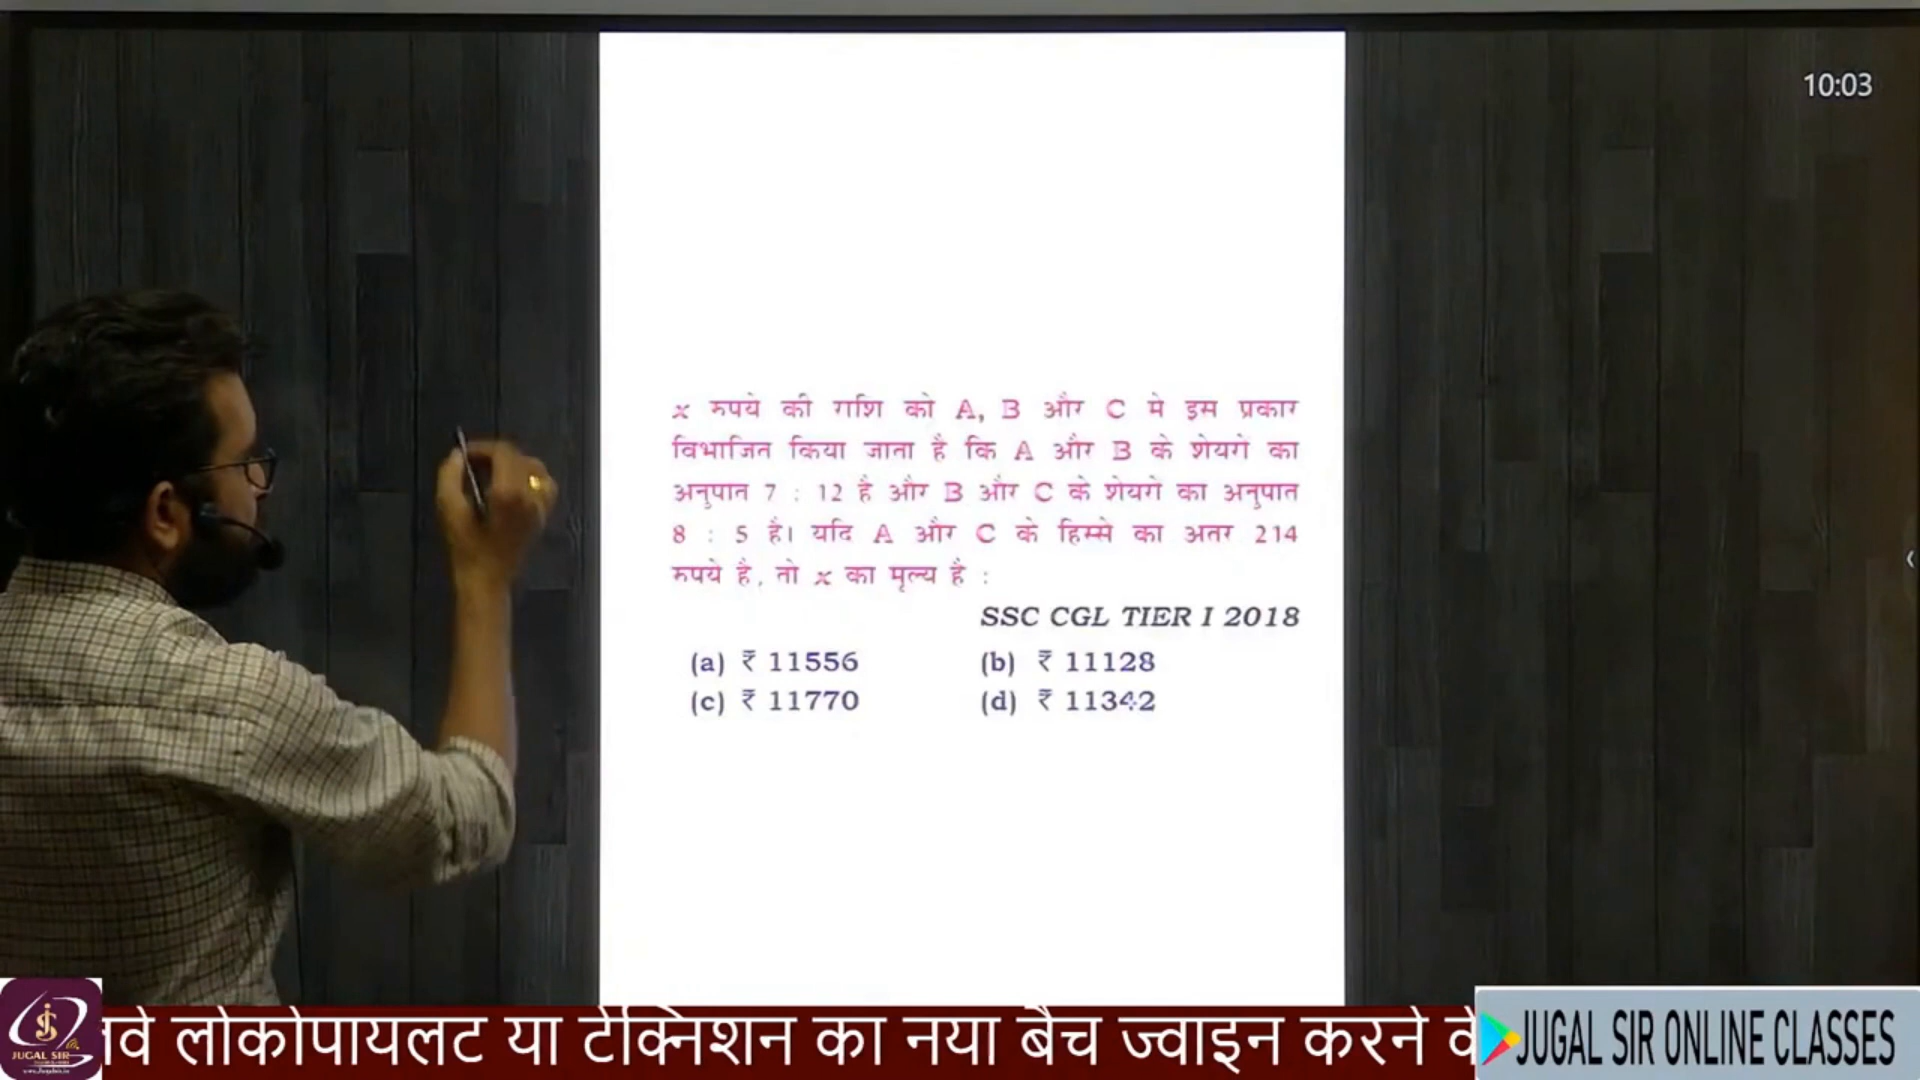 10:03
x रुपये की राशि को A, B और C मे इस प्रकार
विभाजित किया जाता है कि A और B के शेयरो का
अनुपात 7 : 12 है और B और C के शेयरो का अनुपात
8 : 5 है। यदि A और C के हिस्से का अंतर 214
रुपये है, तो x का मूल्य है :
SSC CGL TIER I 2018
(a) ₹ 11556 (b) ₹ 11128
(c) ₹ 11770 (d) ₹ 11342
JUGAL SIR
लोकोपायलट या टेक्निशन का नया बैच ज्वाइन करने
JUGAL SIR ONLINE CLASSES